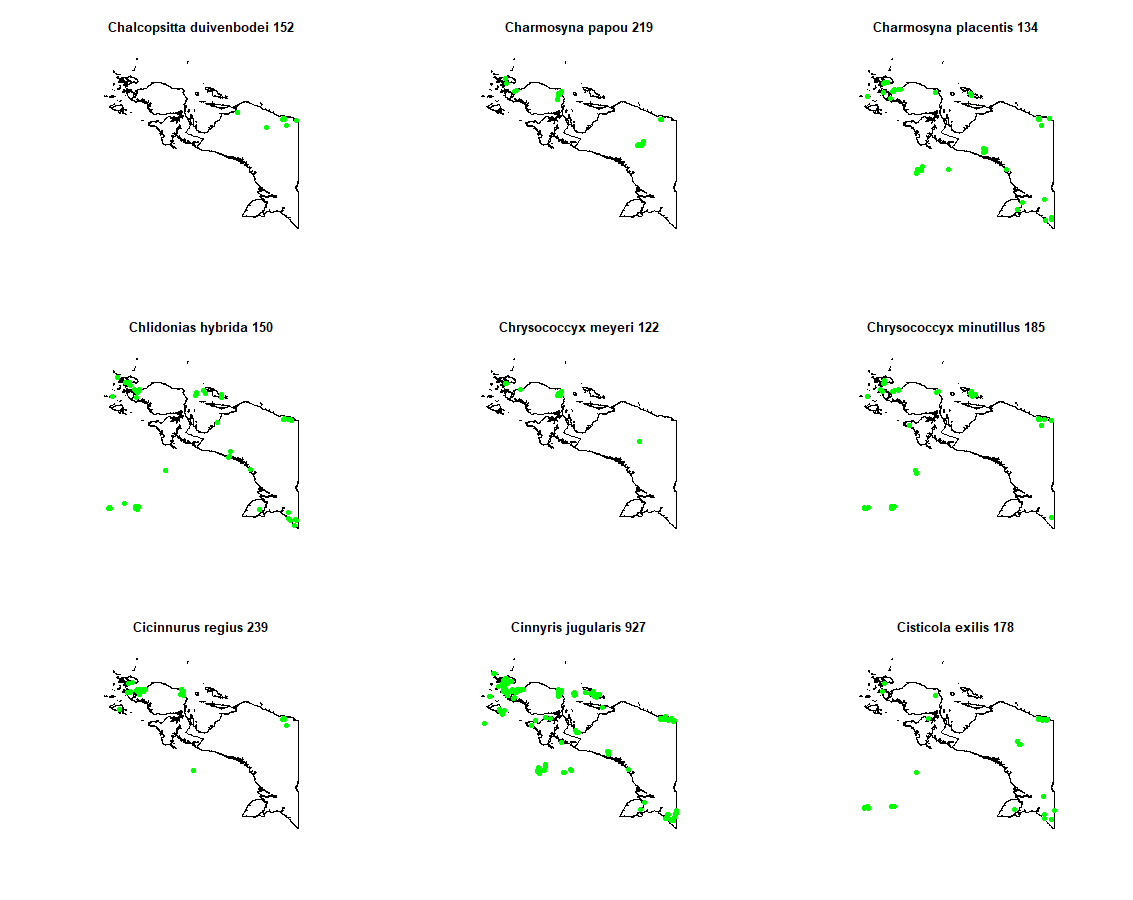 Chalcopsitta duivenbodei 152
Charmosyna papou 219
Charmosyna placentis 134
Chlidonias hybrida 150
Chrysococcyx meyeri 122
Chrysococcyx minutillus 185
Cicinnurus regius 239
Cinnyris jugularis 927
Cisticola exilis 178